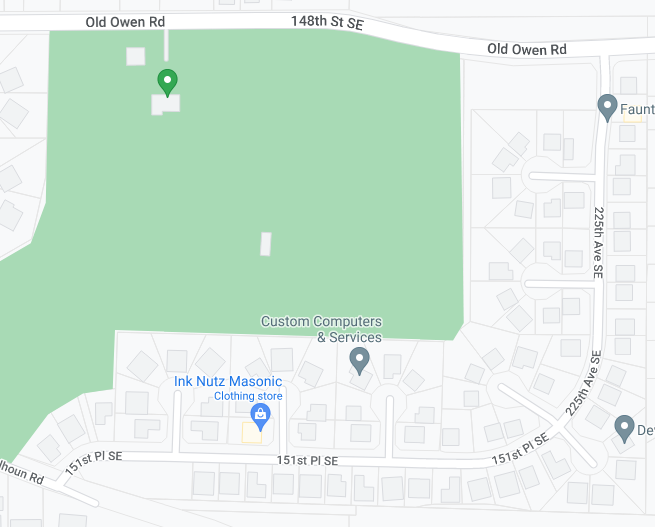 Old Owen Rd
148th St SE
Old Owen Rd
Faunt
225th Ave SE
Custom Computers
& Services
Ink Nutz Masonic
Clothing store
225th Ave SE
Dev
151st Pl SE
151st Pl SE
151st Pl SE
lhoun Rd